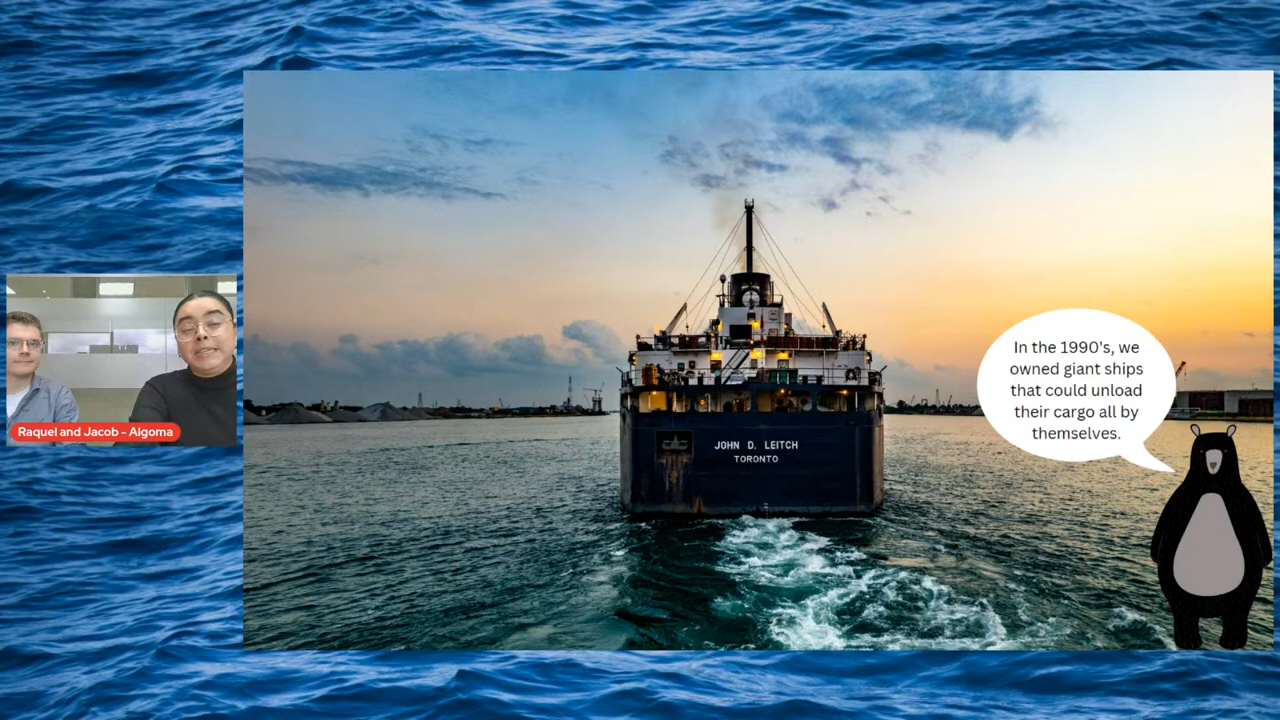 Raquel and Jacob - Algoma
JOHN D. LEITCH
TORONTO
In the 1990's, we
owned giant ships
that could unload
their cargo all by
themselves.